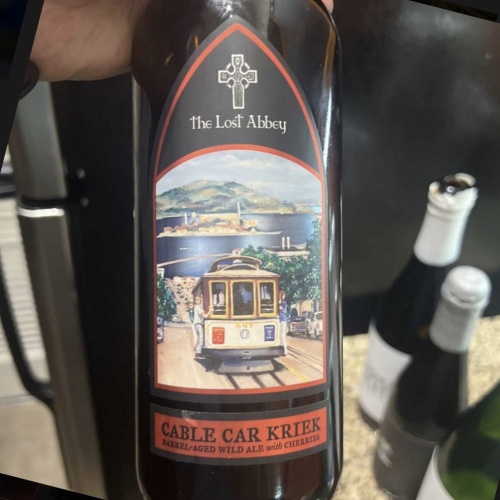 The Lost Abbey
CABLE CAR KRIEK
BARREL-AGED WILD ALE with CHERRIES